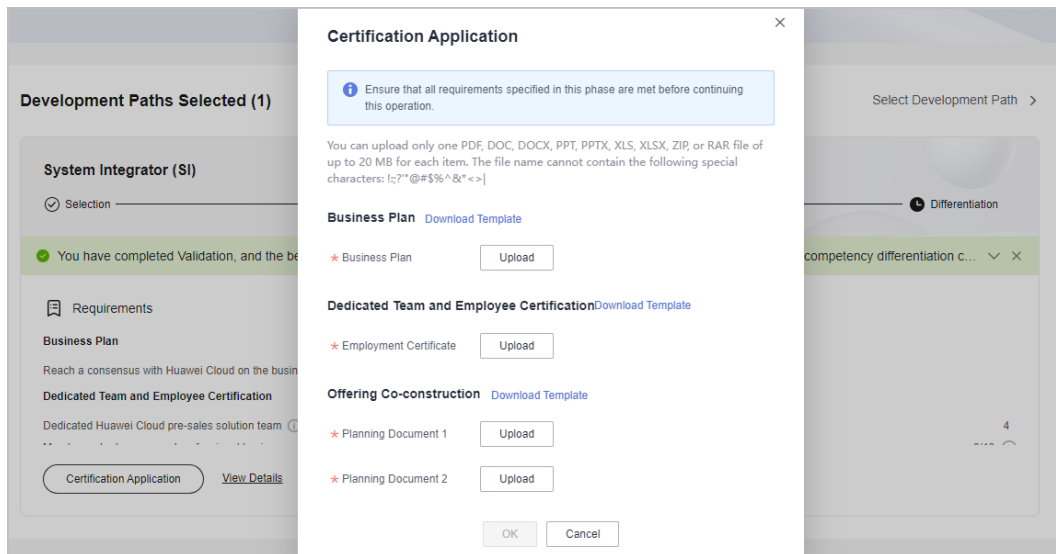 Certification Application
Ensure that all requirements specified in this phase are met before continuing
this operation.
You can upload only one PDF, DOC, DOCX, PPT, PPTX, XLS, XLSX, ZIP, or RAR file of
up to 20 MB for each item. The file name cannot contain the following special
characters: !:;?'"@#$%^&*<>|
Business Plan Download Template
* Business Plan Upload
Dedicated Team and Employee Certification Download Template
* Employment Certificate Upload
Offering Co-construction Download Template
* Planning Document 1 Upload
* Planning Document 2 Upload
OK Cancel
Development Paths Selected (1)
Select Development Path >
System Integrator (SI)
Selection
Differentiation
You have completed Validation, and the be
competency differentiation c...
Requirements
Business Plan
Reach a consensus with Huawei Cloud on the busin
Dedicated Team and Employee Certification
Dedicated Huawei Cloud pre-sales solution team
4
Certification Application View Details